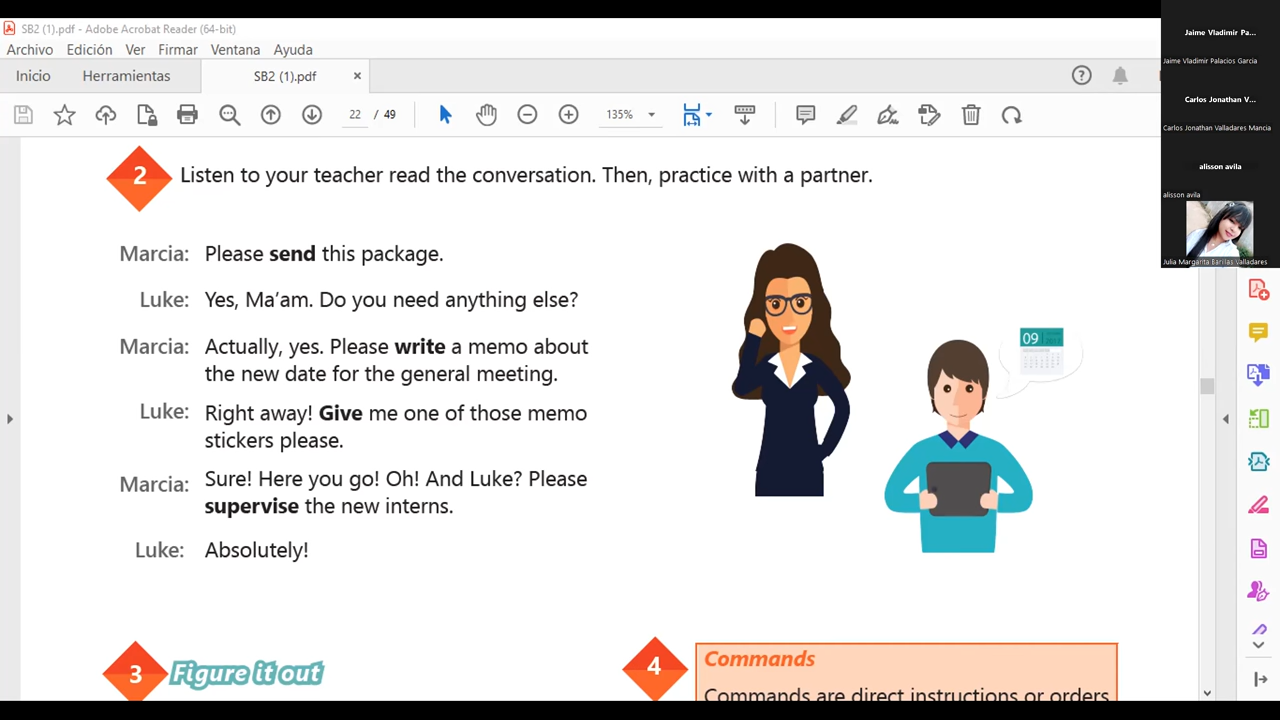 SB2 (1).pdf - Adobe Acrobat Reader (64-bit)
Archivo Edición Ver Firmar Ventana Ayuda
Inicio Herramientas SB2 (1).pdf ×
22 / 49 135%
2 Listen to your teacher read the conversation. Then, practice with a partner.
Marcia: Please send this package.
Luke: Yes, Ma'am. Do you need anything else?
Marcia: Actually, yes. Please write a memo about
the new date for the general meeting.
Luke: Right away! Give me one of those memo
stickers please.
Marcia: Sure! Here you go! Oh! And Luke? Please
supervise the new interns.
Luke: Absolutely!
09
3 Figure it out
4 Commands
Commands are direct instructions or orders
Jaime Vladimir Pa...
Jaime Vladimir Palacios Garcia
Carlos Jonathan V...
Carlos Jonathan Valladares Mancia
alisson avila
alisson avila
Julia Margarita Barillas Valladares